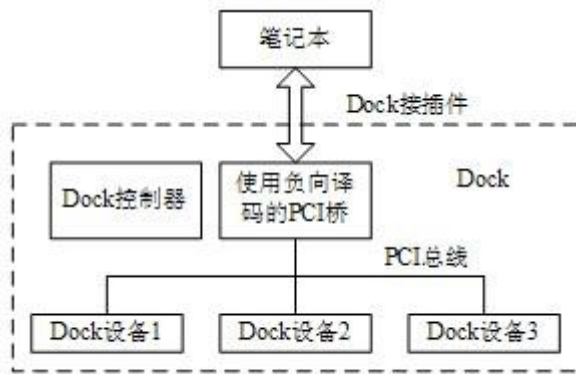 笔记本
Dock接插件
Dock控制器
使用负向译
码的PCI桥
Dock
PCI总线
Dock设备1
Dock设备2
Dock设备3